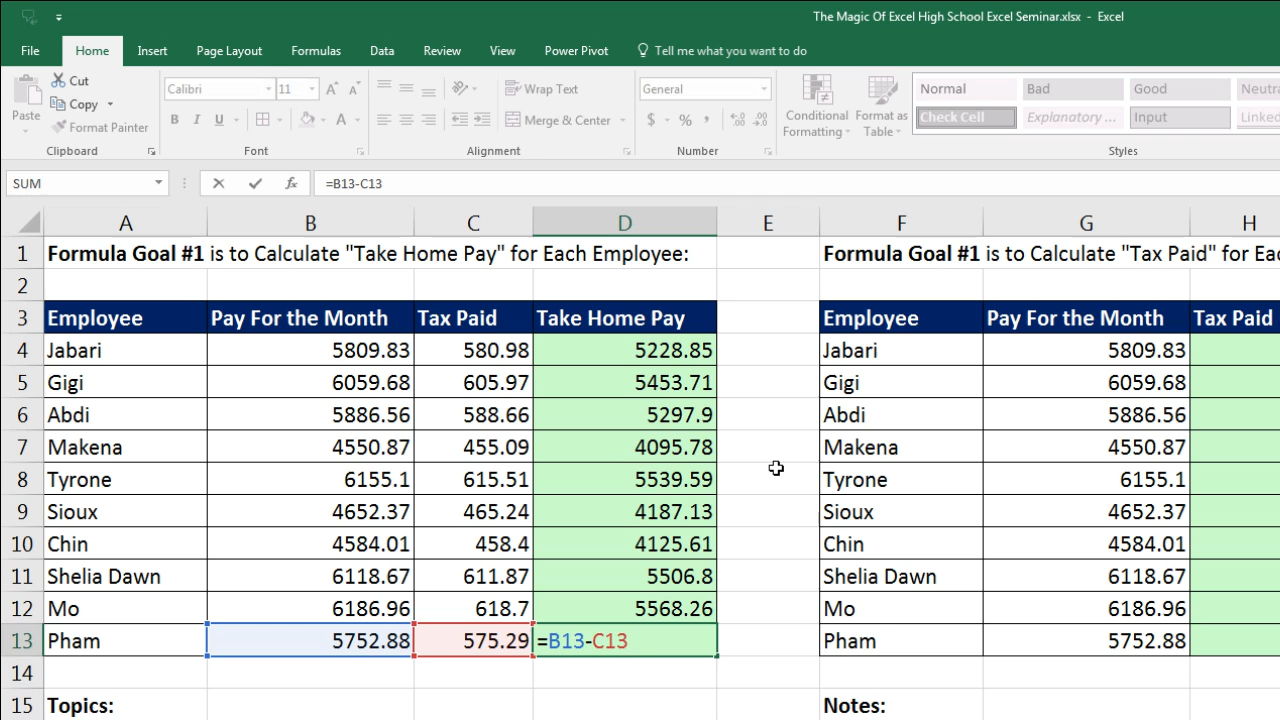 The Magic Of Excel High School Excel Seminar.xlsx - Excel
File Home Insert Page Layout Formulas Data Review View Power Pivot Tell me what you want to do
Paste
Cut
Copy
Format Painter
Clipboard
Calibri 11
B I U
Font
Wrap Text
Merge & Center
Alignment
General
$ % ,
Number
Conditional Formatting
Format as Table
Normal Bad Good
Check Cell Explanatory ... Input Linked
Styles
SUM fx =B13-C13
A B C D E F G H
1 Formula Goal #1 is to Calculate "Take Home Pay" for Each Employee: Formula Goal #1 is to Calculate "Tax Paid" for
2
3 Employee Pay For the Month Tax Paid Take Home Pay Employee Pay For the Month Tax Paid
4 Jabari 5809.83 580.98 5228.85 Jabari 5809.83
5 Gigi 6059.68 605.97 5453.71 Gigi 6059.68
6 Abdi 5886.56 588.66 5297.9 Abdi 5886.56
7 Makena 4550.87 455.09 4095.78 Makena 4550.87
8 Tyrone 6155.1 615.51 5539.59 Tyrone 6155.1
9 Sioux 4652.37 465.24 4187.13 Sioux 4652.37
10 Chin 4584.01 458.4 4125.61 Chin 4584.01
11 Shelia Dawn 6118.67 611.87 5506.8 Shelia Dawn 6118.67
12 Mo 6186.96 618.7 5568.26 Mo 6186.96
13 Pham 5752.88 575.29 =B13-C13 Pham 5752.88
14
15 Topics: Notes: